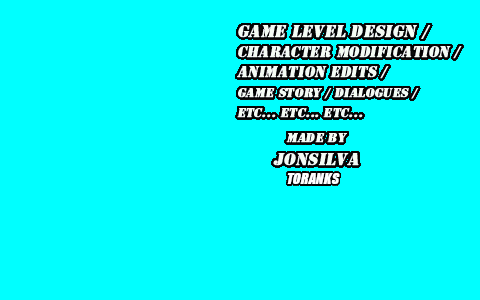 GAME LEVEL DESIGN /
CHARACTER MODIFICATION /
ANIMATION EDITS /
GAME STORY / DIALOGUES /
ETC... ETC... ETC...
MADE BY
JONSILVA
TORANKS